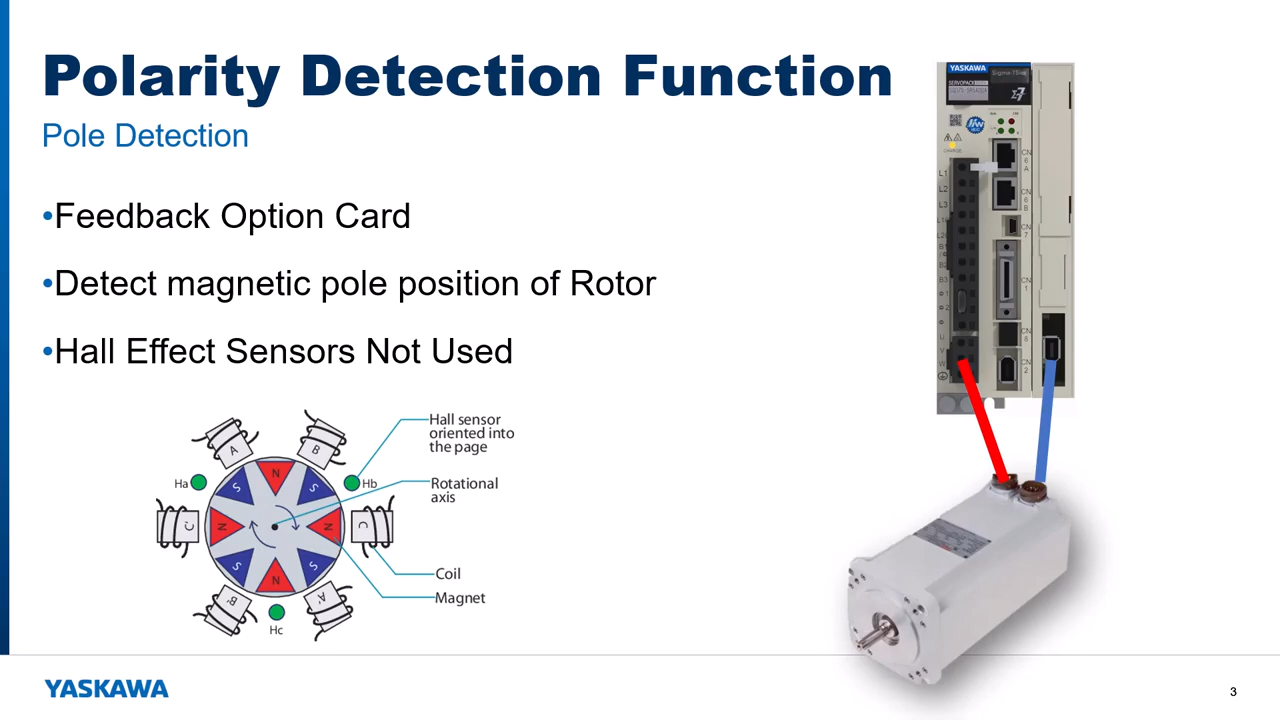 Polarity Detection Function
Pole Detection
•Feedback Option Card
•Detect magnetic pole position of Rotor
•Hall Effect Sensors Not Used
Hall sensor
oriented into
the page
Rotational
axis
Coil
Magnet
Ha
Hb
Hc
A
B
C
C'
B'
A'
N
S
S
N
N
S
S
N
YASKAWA
SERVOPACK
Σ7
CHARGE
L1
L2
L3
B3
U
V
W
CN
6
A
CN
6
B
CN
7
CN
1
CN
8
CN
2
YASKAWA
3